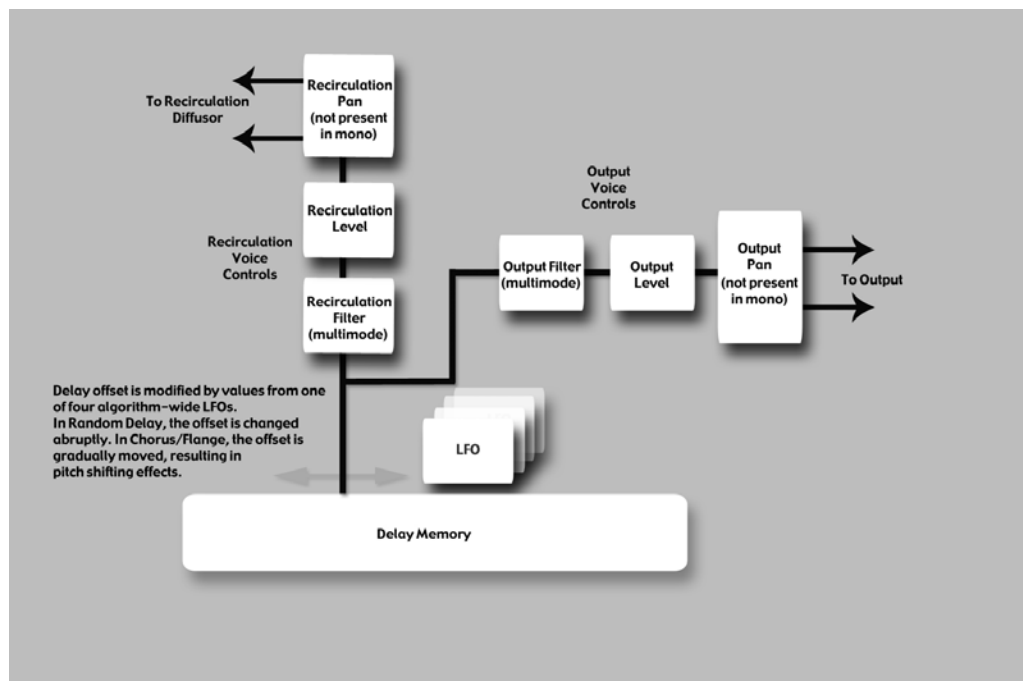 Recirculation
Pan
(not present
in mono)
To Recirculation
Diffusor
Recirculation
Level
Recirculation
Voice
Controls
Recirculation
Filter
(multimode)
Output
Voice
Controls
Output Filter
(multimode)
Output
Level
Output
Pan
(not present
in mono)
To Output
Delay offset is modified by values from one
of four algorithm-wide LFOs.
In Random Delay, the offset is changed
abruptly. In Chorus/Flange, the offset is
gradually moved, resulting in
pitch shifting effects.
LFO
Delay Memory